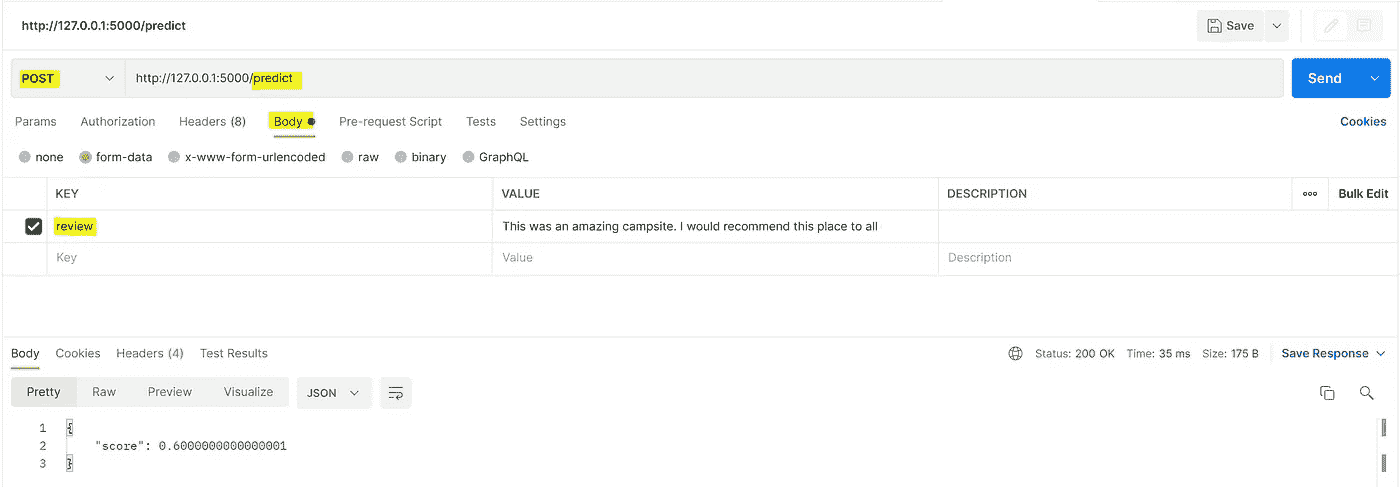 http://127.0.0.1:5000/predict Save
POST http://127.0.0.1:5000/predict Send
Params Authorization Headers (8) Body Pre-request Script Tests Settings Cookies
none form-data x-www-form-urlencoded raw binary GraphQL
KEY VALUE DESCRIPTION ooo Bulk Edit
review This was an amazing campsite. I would recommend this place to all
Key Value Description
Body Cookies Headers (4) Test Results Status: 200 OK Time: 35 ms Size: 175 B Save Response
Pretty Raw Preview Visualize JSON
1 {
2 "score": 0.6000000000000001
3 }